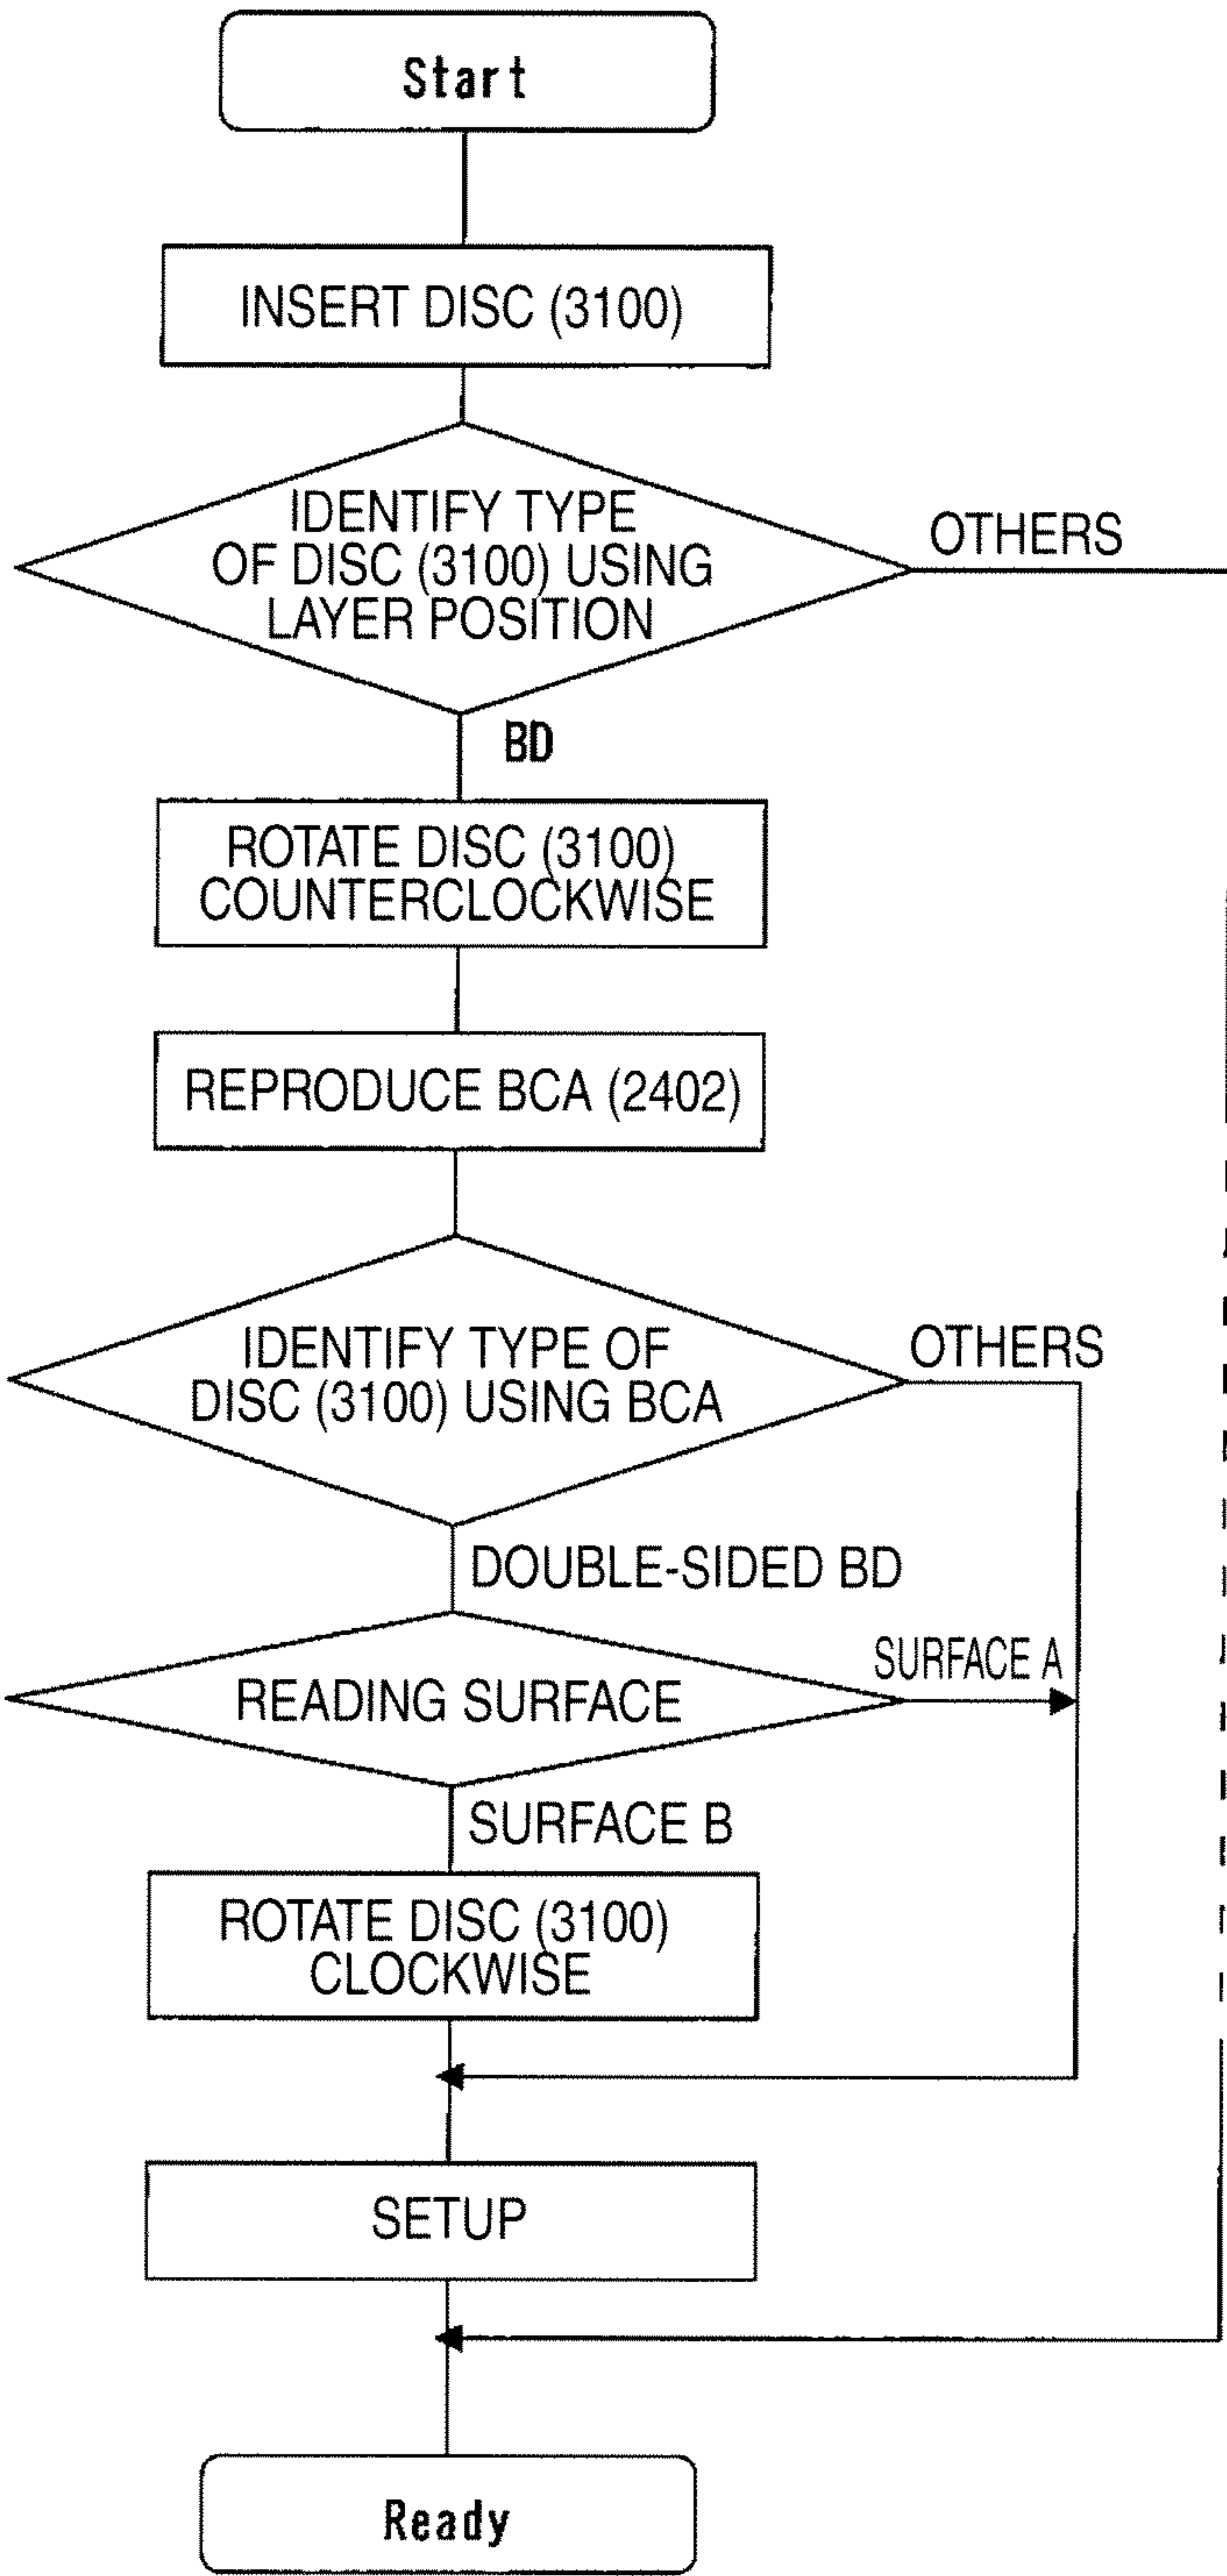 Start
INSERT DISC (3100)
IDENTIFY TYPE
OF DISC (3100) USING
LAYER POSITION
OTHERS
BD
ROTATE DISC (3100)
COUNTERCLOCKWISE
REPRODUCE BCA (2402)
IDENTIFY TYPE OF
DISC (3100) USING BCA
OTHERS
DOUBLE-SIDED BD
READING SURFACE
SURFACE A
SURFACE B
ROTATE DISC (3100)
CLOCKWISE
SETUP
Ready